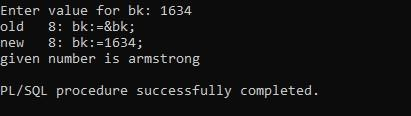 Enter value for bk: 1634
old   8: bk:=&bk;
new   8: bk:=1634;
given number is armstrong
PL/SQL procedure successfully completed.